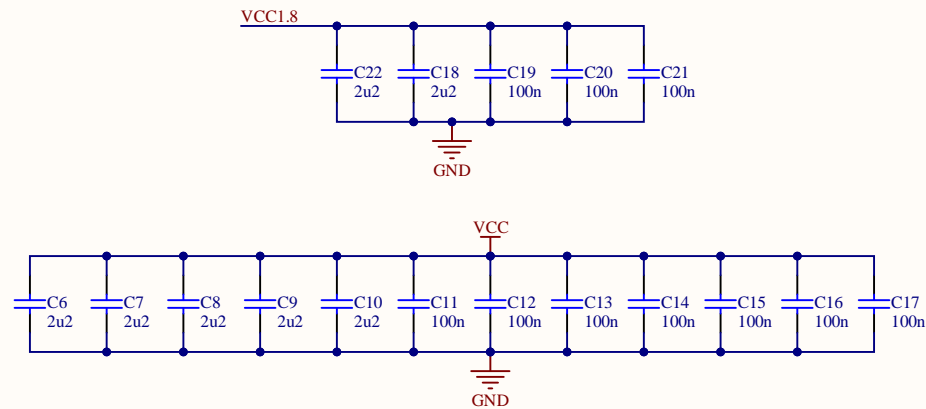 VCC1.8
C22 C18 C19 C20 C21
2u2 2u2 100n 100n 100n
GND
VCC
C6 C7 C8 C9 C10 C11 C12 C13 C14 C15 C16 C17
2u2 2u2 2u2 2u2 2u2 100n 100n 100n 100n 100n 100n 100n
GND